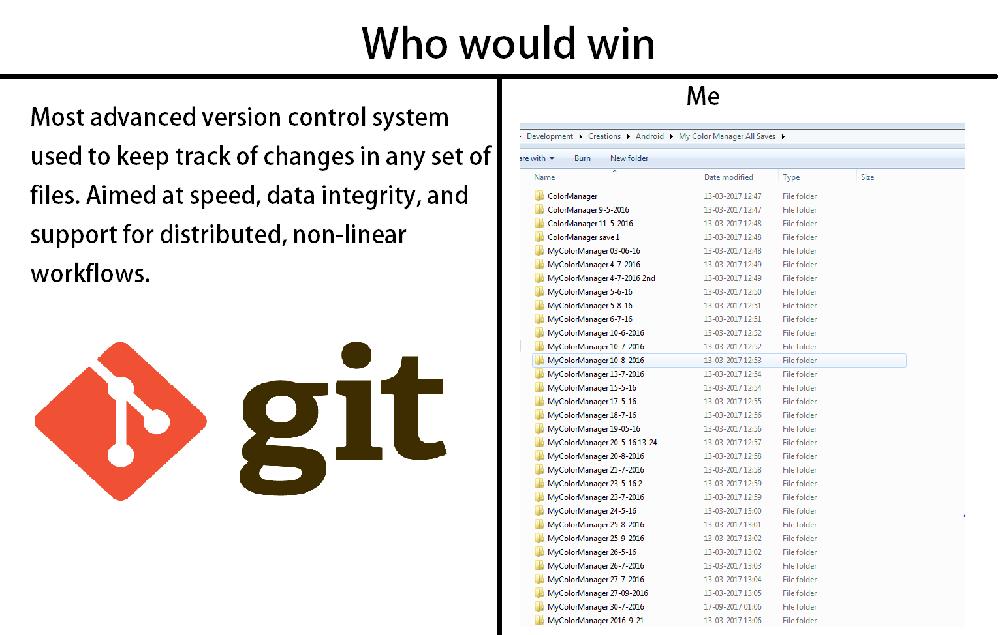 Who would win
Most advanced version control system
used to keep track of changes in any set of
files. Aimed at speed, data integrity, and
support for distributed, non-linear
workflows.
git
Me
Development Creations Android My Color Manager All Saves
are with Burn New folder
Name Date modified Type Size
ColorManager 13-03-2017 12:47 File folder
ColorManager 9-5-2016 13-03-2017 12:47 File folder
ColorManager 11-5-2016 13-03-2017 12:48 File folder
ColorManager save 1 13-03-2017 12:48 File folder
MyColorManager 03-06-16 13-03-2017 12:48 File folder
MyColorManager 4-7-2016 13-03-2017 12:49 File folder
MyColorManager 4-7-2016 2nd 13-03-2017 12:49 File folder
MyColorManager 5-6-16 13-03-2017 12:50 File folder
MyColorManager 5-8-16 13-03-2017 12:51 File folder
MyColorManager 6-7-16 13-03-2017 12:51 File folder
MyColorManager 10-6-2016 13-03-2017 12:52 File folder
MyColorManager 10-7-2016 13-03-2017 12:52 File folder
MyColorManager 10-8-2016 13-03-2017 12:53 File folder
MyColorManager 13-7-2016 13-03-2017 12:54 File folder
MyColorManager 15-5-16 13-03-2017 12:54 File folder
MyColorManager 17-5-16 13-03-2017 12:55 File folder
MyColorManager 18-7-16 13-03-2017 12:56 File folder
MyColorManager 19-05-16 13-03-2017 12:56 File folder
MyColorManager 20-5-16 13-24 13-03-2017 12:57 File folder
MyColorManager 20-8-2016 13-03-2017 12:58 File folder
MyColorManager 21-7-2016 13-03-2017 12:58 File folder
MyColorManager 23-5-16 2 13-03-2017 12:59 File folder
MyColorManager 23-7-2016 13-03-2017 12:59 File folder
MyColorManager 24-5-16 13-03-2017 13:00 File folder
MyColorManager 25-8-2016 13-03-2017 13:01 File folder
MyColorManager 25-9-2016 13-03-2017 13:02 File folder
MyColorManager 26-5-16 13-03-2017 13:02 File folder
MyColorManager 26-7-2016 13-03-2017 13:03 File folder
MyColorManager 27-7-2016 13-03-2017 13:04 File folder
MyColorManager 27-09-2016 13-03-2017 13:05 File folder
MyColorManager 30-7-2016 17-09-2017 01:06 File folder
MyColorManager 2016-9-21 13-03-2017 13:06 File folder